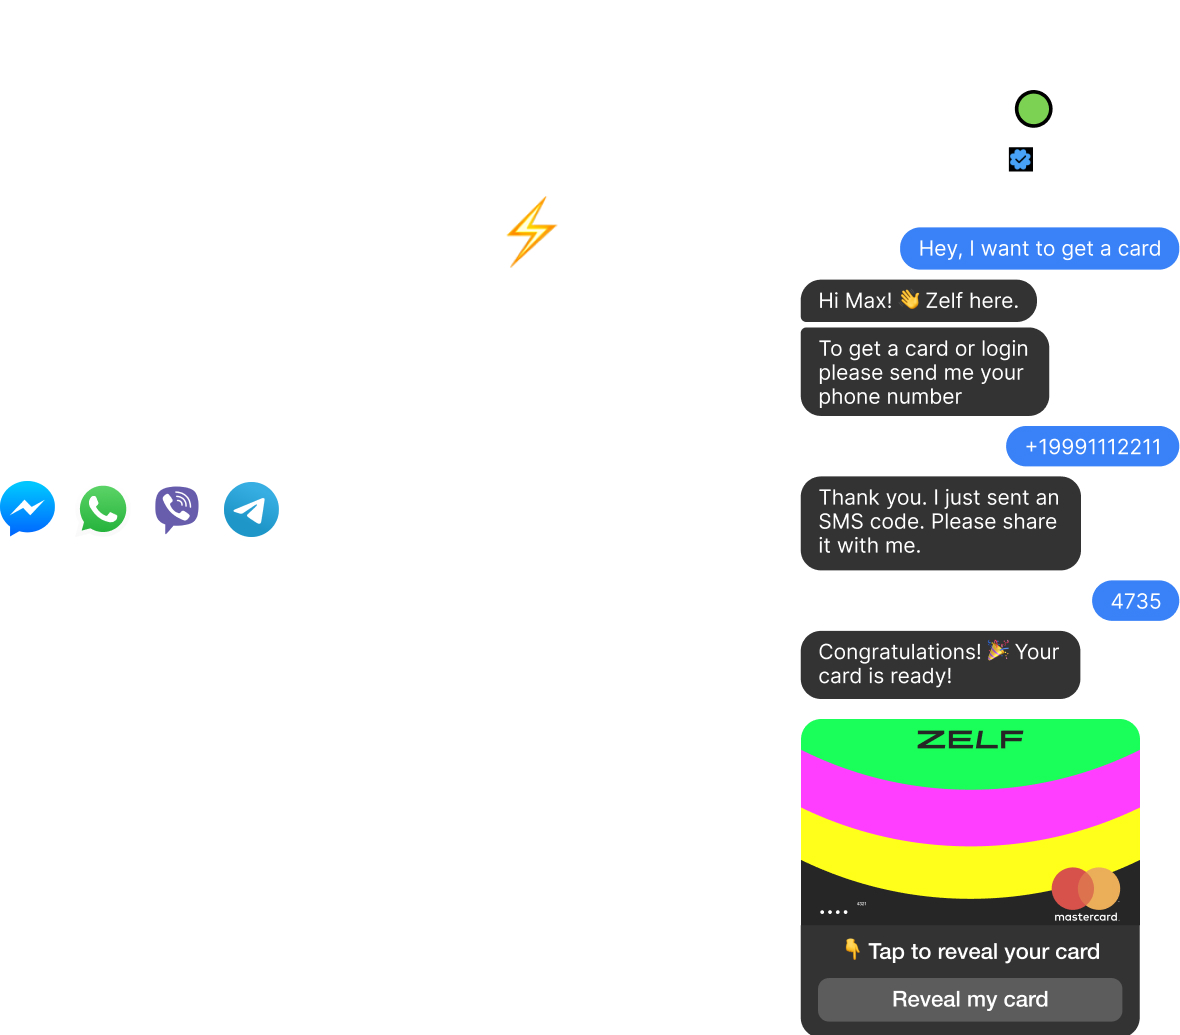 Hey, I want to get a card
Hi Max! 👋 Zelf here.
To get a card or login
please send me your
phone number
+19991112211
Thank you. I just sent an
SMS code. Please share
it with me.
4735
Congratulations! 🎉 Your
card is ready!
ZELF
•••• 4321
mastercard.
👇 Tap to reveal your card
Reveal my card